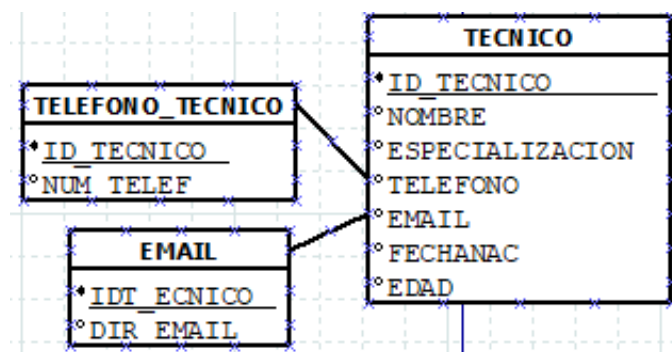 TECNICO
ID_TECNICO
NOMBRE
ESPECIALIZACION
TELEFONO
EMAIL
FECHANAC
EDAD
TELEFONO_TECNICO
ID_TECNICO
NUM_TELEF
EMAIL
IDT_ECNICO
DIR_EMAIL